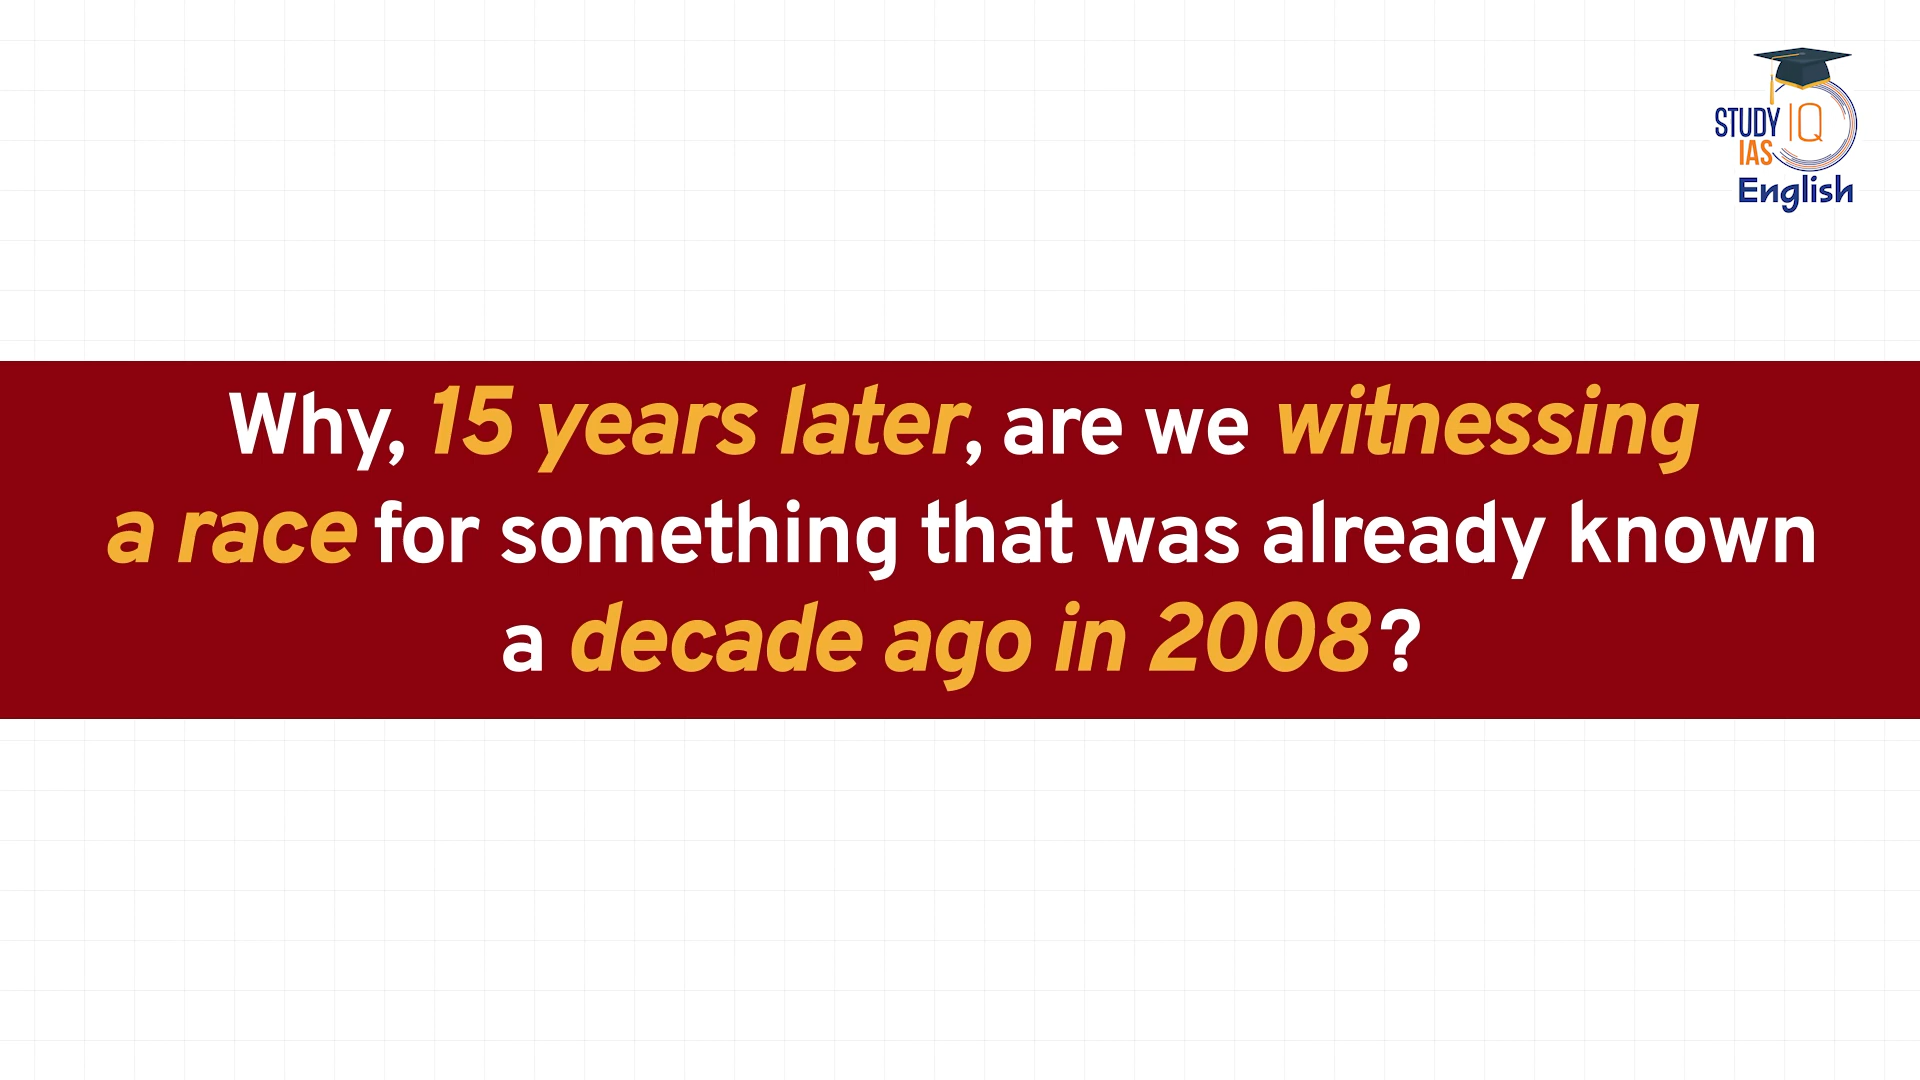 STUDY IQ
IAS
English
Why, 15 years later, are we witnessing
a race for something that was already known
a decade ago in 2008?